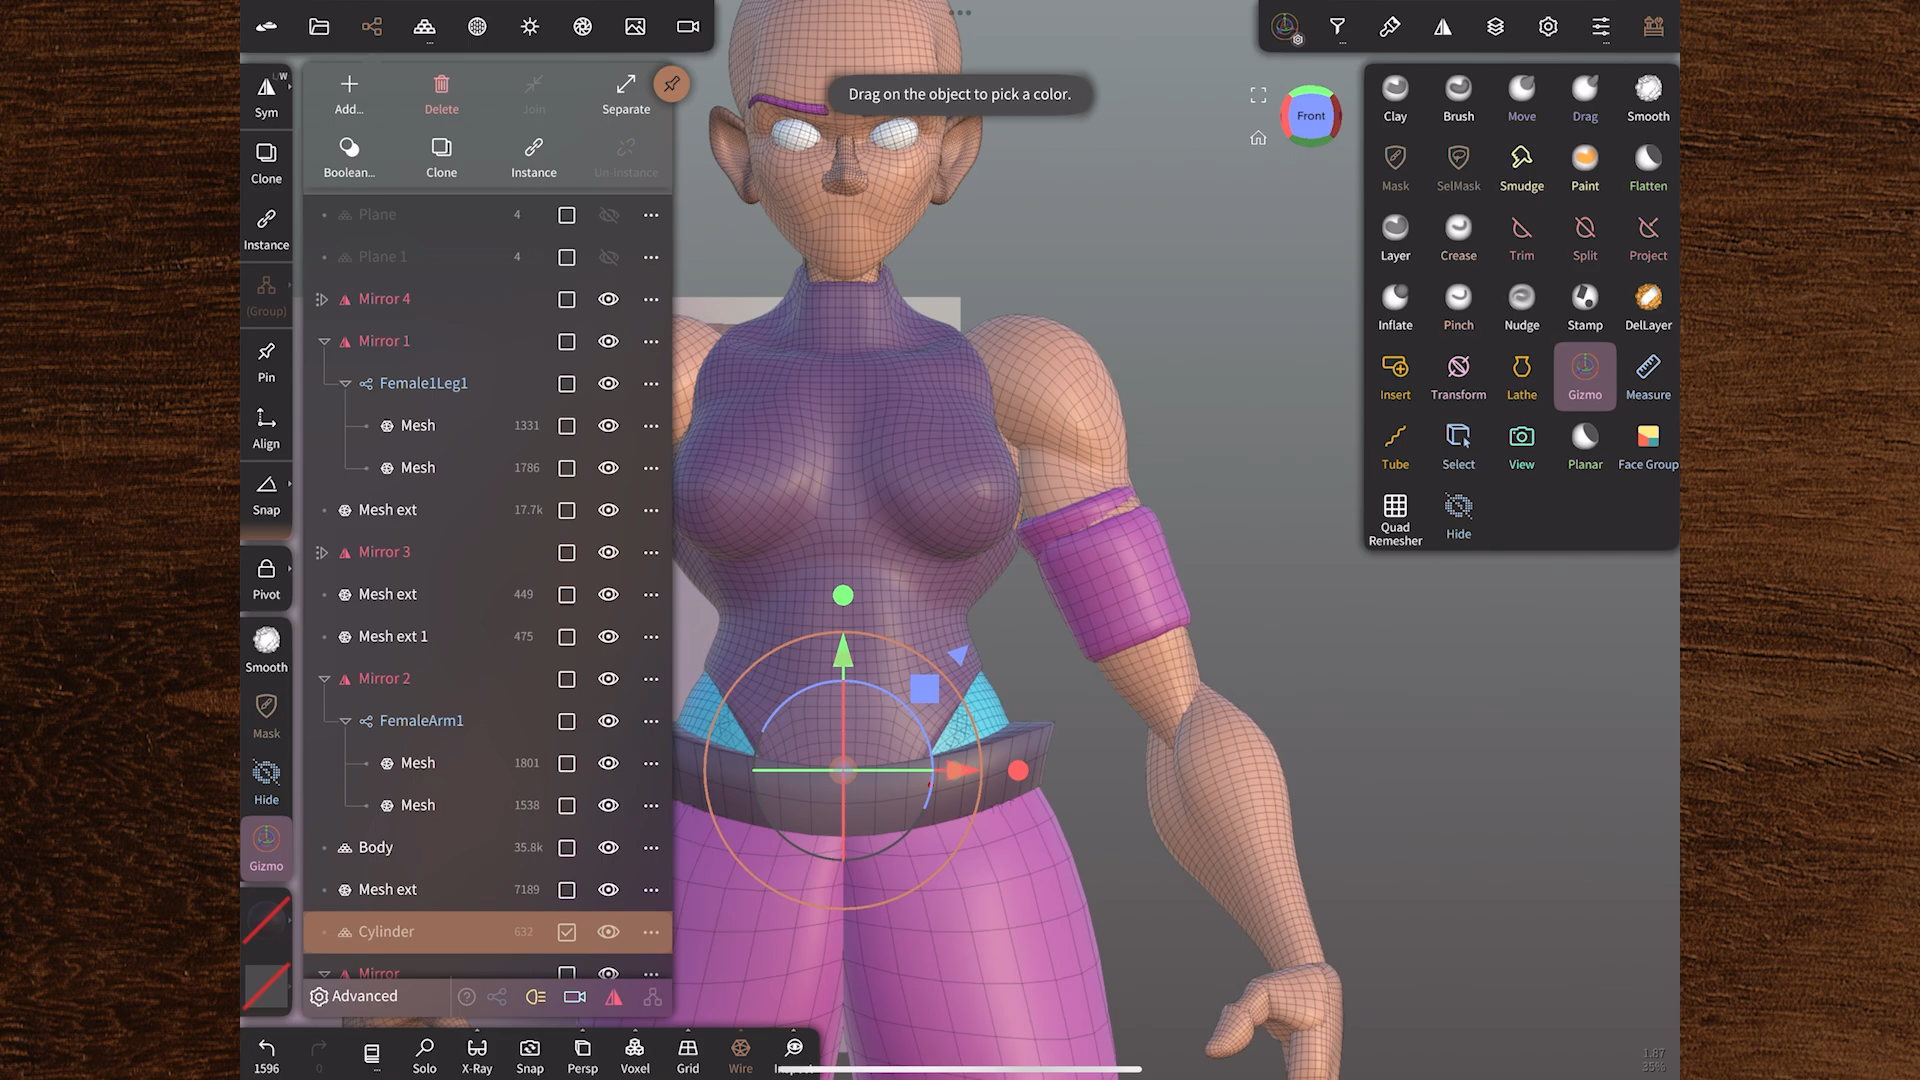 L/W
Sym
Clone
Instance
(Group)
Pin
Align
Snap
Pivot
Smooth
Mask
Hide
Gizmo
Add...
Delete
Join
Separate
Boolean...
Clone
Instance
Un-Instance
Plane 4
Plane 1 4
Mirror 4
Mirror 1
Female1Leg1
Mesh 1331
Mesh 1786
Mesh ext 17.7k
Mirror 3
Mesh ext 449
Mesh ext 1 475
Mirror 2
FemaleArm1
Mesh 1801
Mesh 1538
Body 35.8k
Mesh ext 7189
Cylinder 632
Mirror
Advanced
Drag on the object to pick a color.
Front
Clay Brush Move Drag Smooth
Mask SelMask Smudge Paint Flatten
Layer Crease Trim Split Project
Inflate Pinch Nudge Stamp DelLayer
Insert Transform Lathe Gizmo Measure
Tube Select View Planar Face Group
Quad Remesher Hide
1596 0 Solo X-Ray Snap Persp Voxel Grid Wire
1.87
35%